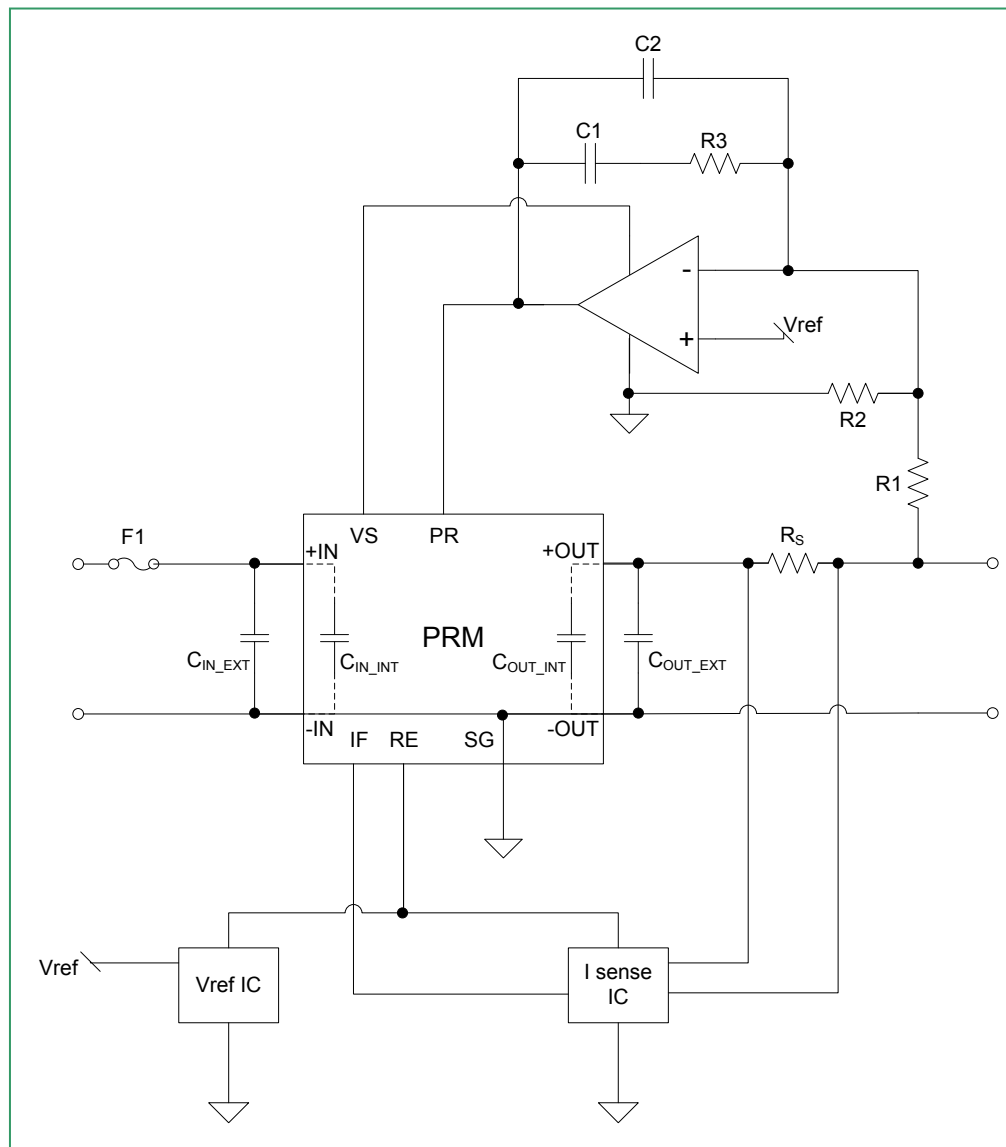 C2
C1
R3
-
+
Vref
R2
R1
F1
VS
PR
+IN
+OUT
RS
PRM
CIN_EXT
CIN_INT
COUT_INT
COUT_EXT
-IN
-OUT
IF
RE
SG
Vref
Vref IC
I sense
IC